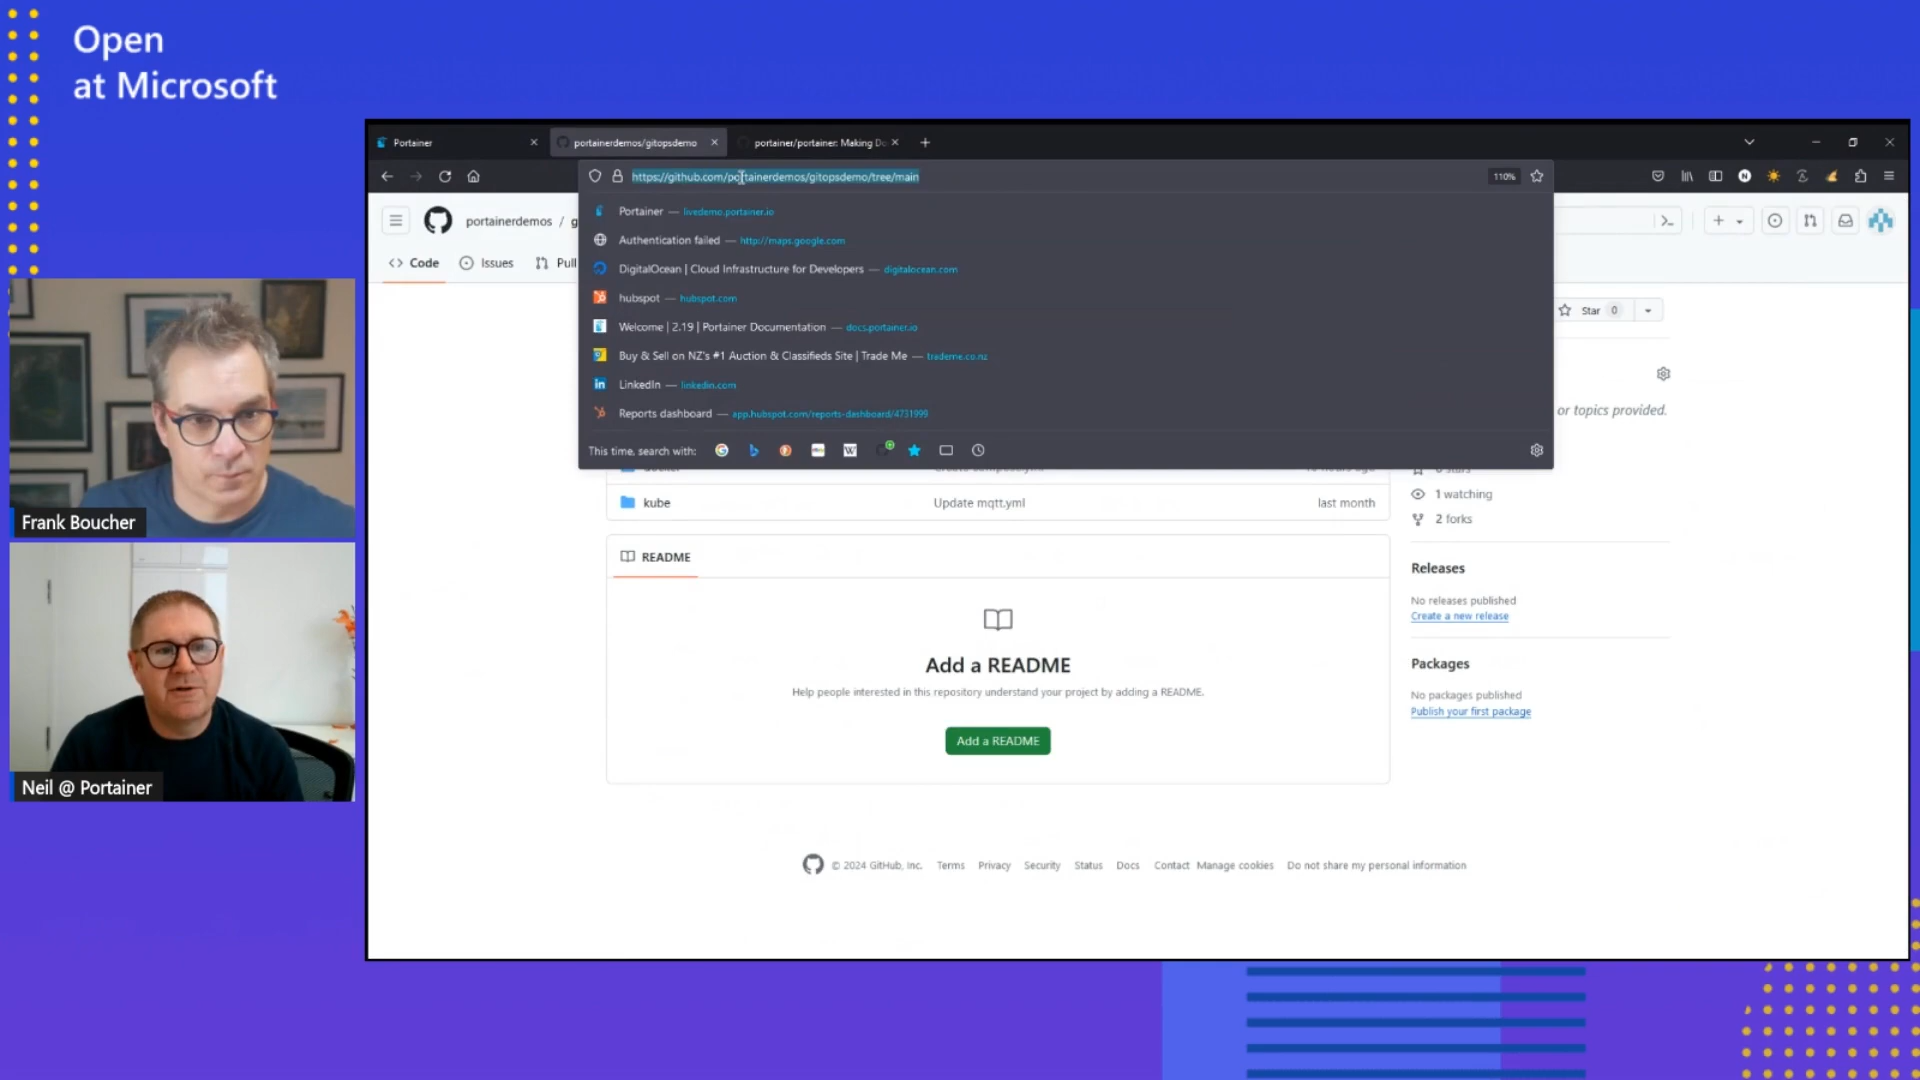 Open
at Microsoft
Portainer
portainerdemos/gitopsdemo
portainer/portainer: Making Do
https://github.com/portainerdemos/gitopsdemo/tree/main
110%
Portainer — livedemo.portainer.io
Authentication failed — http://maps.google.com
DigitalOcean | Cloud Infrastructure for Developers — digitalocean.com
hubspot — hubspot.com
Welcome | 2.19 | Portainer Documentation — docs.portainer.io
Buy & Sell on NZ's #1 Auction & Classifieds Site | Trade Me — trademe.co.nz
LinkedIn — linkedin.com
Reports dashboard — app.hubspot.com/reports-dashboard/4731999
This time, search with:
portainerdemos / g
Code
Issues
Pull
Star 0
or topics provided.
0 stars
1 watching
2 forks
kube
Update mqtt.yml
last month
README
Add a README
Help people interested in this repository understand your project by adding a README.
Add a README
Releases
No releases published
Create a new release
Packages
No packages published
Publish your first package
© 2024 GitHub, Inc.
Terms
Privacy
Security
Status
Docs
Contact
Manage cookies
Do not share my personal information
Frank Boucher
Neil @ Portainer